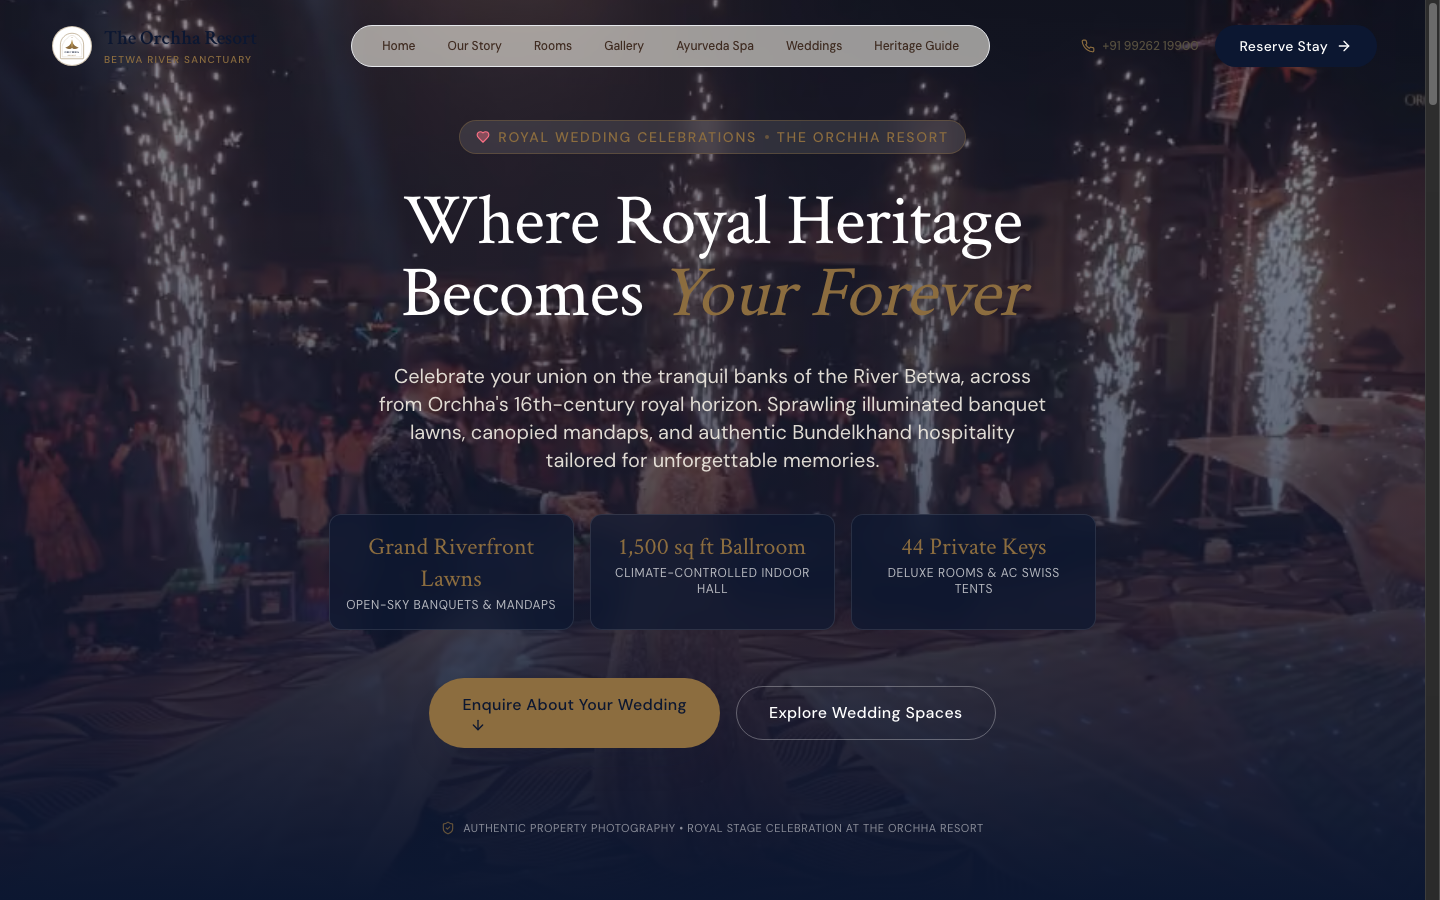 The Orchha Resort
BETWA RIVER SANCTUARY
Home
Our Story
Rooms
Gallery
Ayurveda Spa
Weddings
Heritage Guide
+91 99262 19900
Reserve Stay
ROYAL WEDDING CELEBRATIONS • THE ORCHHA RESORT
Where Royal Heritage
Becomes Your Forever
Celebrate your union on the tranquil banks of the River Betwa, across
from Orchha's 16th-century royal horizon. Sprawling illuminated banquet
lawns, canopied mandaps, and authentic Bundelkhand hospitality
tailored for unforgettable memories.
Grand Riverfront
Lawns
OPEN-SKY BANQUETS & MANDAPS
1,500 sq ft Ballroom
CLIMATE-CONTROLLED INDOOR
HALL
44 Private Keys
DELUXE ROOMS & AC SWISS
TENTS
Enquire About Your Wedding
Explore Wedding Spaces
AUTHENTIC PROPERTY PHOTOGRAPHY • ROYAL STAGE CELEBRATION AT THE ORCHHA RESORT